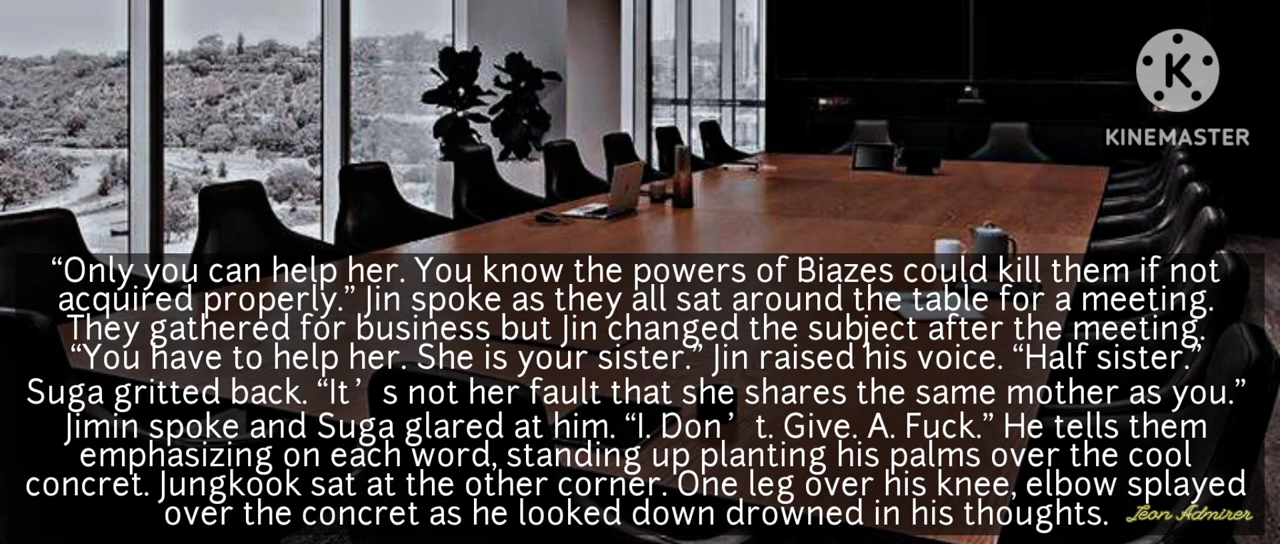 KINEMASTER
“Only you can help her. You know the powers of Biazes could kill them if not
acquired properly.” Jin spoke as they all sat around the table for a meeting.
They gathered for business but Jin changed the subject after the meeting.
“You have to help her. She is your sister.” Jin raised his voice. “Half sister.”
Suga gritted back. “It’ s not her fault that she shares the same mother as you.”
Jimin spoke and Suga glared at him. “I. Don’ t. Give. A. Fuck.” He tells them
emphasizing on each word, standing up planting his palms over the cool
concret. Jungkook sat at the other corner. One leg over his knee, elbow splayed
over the concret as he looked down drowned in his thoughts.
Jeon Admirer